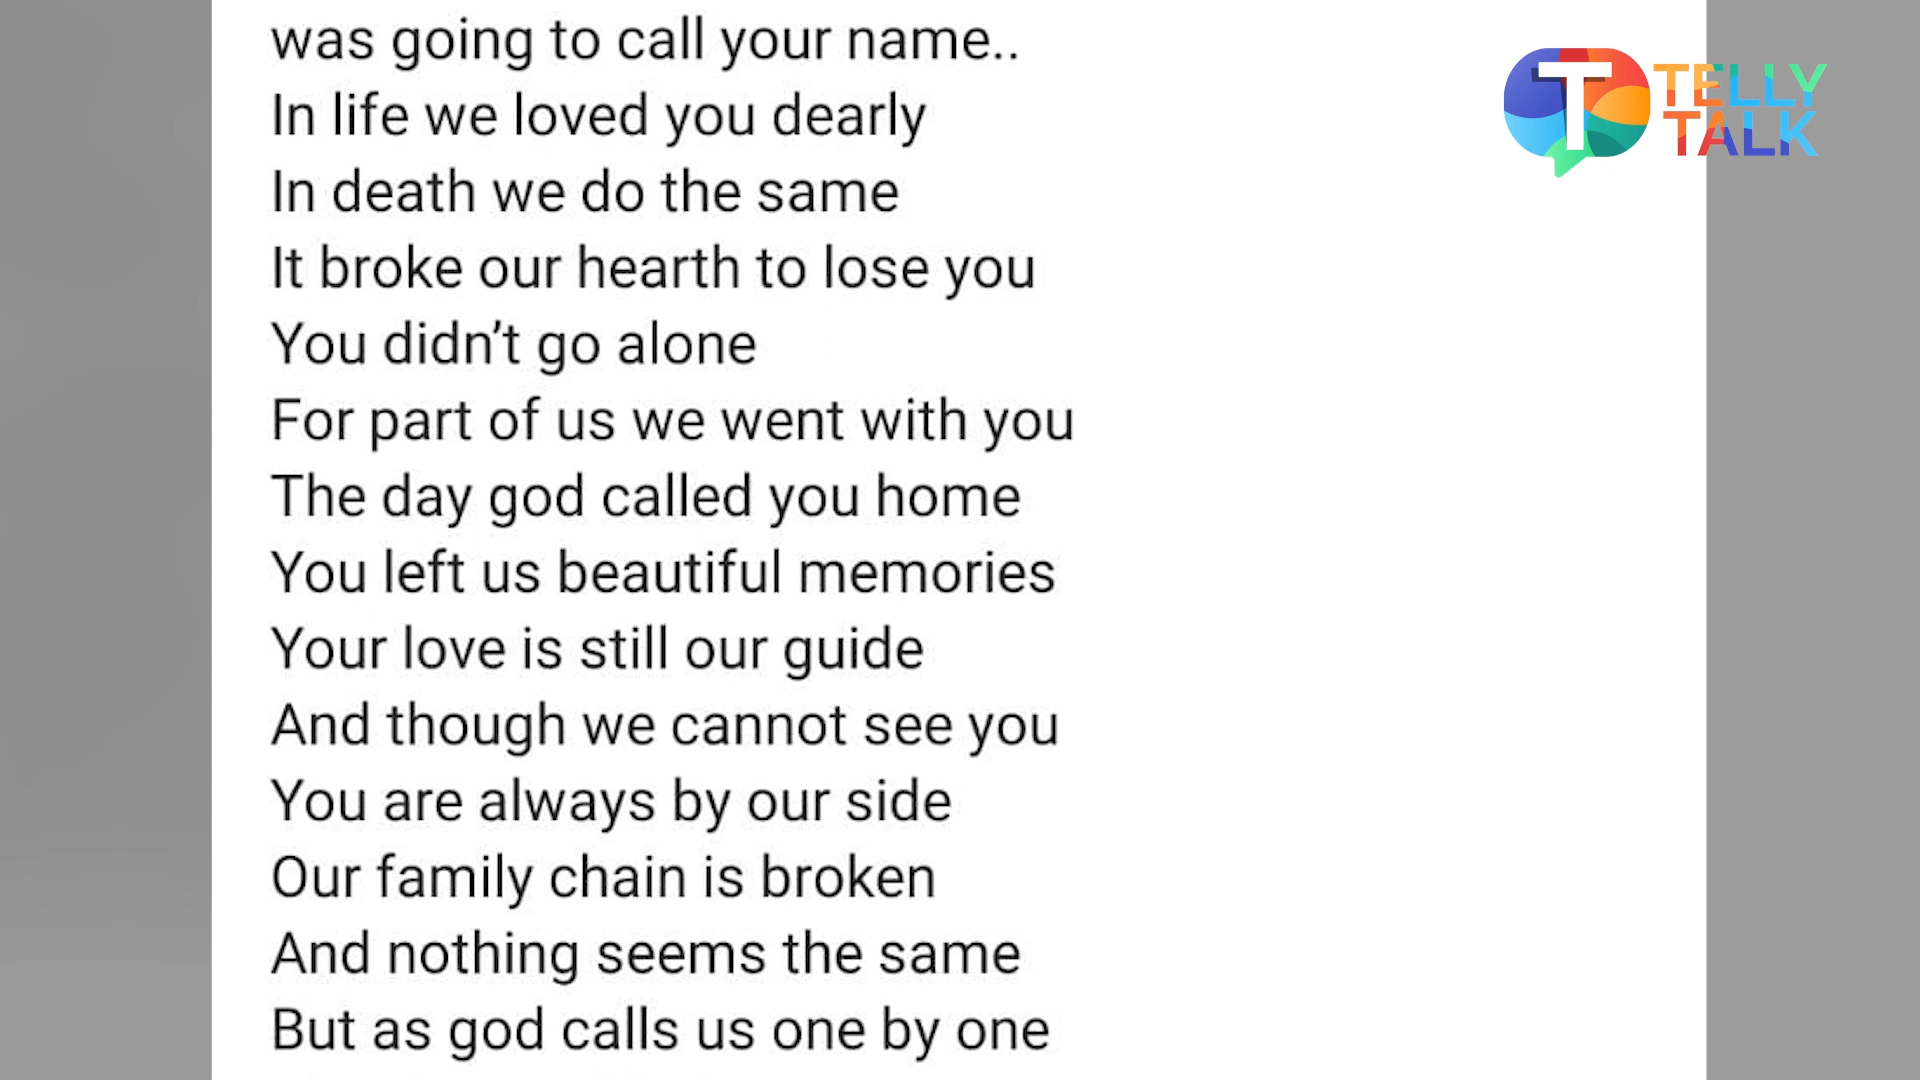 was going to call your name..
In life we loved you dearly
In death we do the same
It broke our hearth to lose you
You didn’t go alone
For part of us we went with you
The day god called you home
You left us beautiful memories
Your love is still our guide
And though we cannot see you
You are always by our side
Our family chain is broken
And nothing seems the same
But as god calls us one by one
T TELLY
TALK